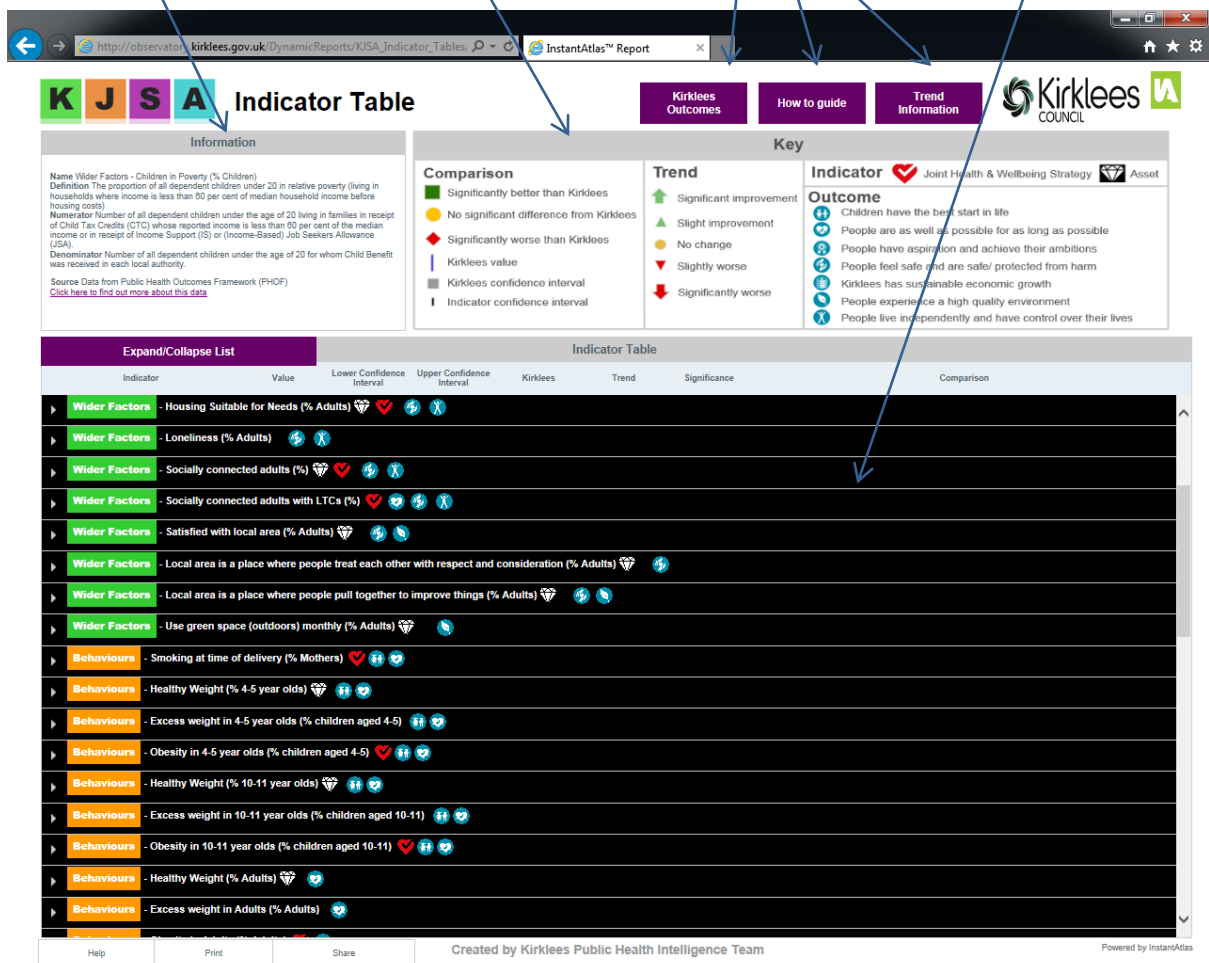 http://observatory.kirklees.gov.uk/DynamicReports/KJSA_Indicator_Tables,
InstantAtlas™ Report
K J S A Indicator Table
Kirklees Outcomes
How to guide
Trend Information
Kirklees COUNCIL
Information
Name Wider Factors - Children in Poverty (% Children)
Definition The proportion of all dependent children under 20 in relative poverty (living in
households where income is less than 60 per cent of median household income before
housing costs)
Numerator Number of all dependent children under the age of 20 living in families in receipt
of Child Tax Credits (CTC) whose reported income is less than 60 per cent of the median
income or in receipt of Income Support (IS) or (Income-Based) Job Seekers Allowance
(JSA).
Denominator Number of all dependent children under the age of 20 for whom Child Benefit
was received in each local authority.
Source Data from Public Health Outcomes Framework (PHOF)
Click here to find out more about this data
Key
Comparison
Significantly better than Kirklees
No significant difference from Kirklees
Significantly worse than Kirklees
Kirklees value
Kirklees confidence interval
Indicator confidence interval
Trend
Significant improvement
Slight improvement
No change
Slightly worse
Significantly worse
Indicator Joint Health & Wellbeing Strategy Asset
Outcome
Children have the best start in life
People are as well as possible for as long as possible
People have aspiration and achieve their ambitions
People feel safe and are safe/ protected from harm
Kirklees has sustainable economic growth
People experience a high quality environment
People live independently and have control over their lives
Expand/Collapse List
Indicator Table
Indicator Value Lower Confidence Interval Upper Confidence Interval Kirklees Trend Significance Comparison
Wider Factors - Housing Suitable for Needs (% Adults)
Wider Factors - Loneliness (% Adults)
Wider Factors - Socially connected adults (%)
Wider Factors - Socially connected adults with LTCs (%)
Wider Factors - Satisfied with local area (% Adults)
Wider Factors - Local area is a place where people treat each other with respect and consideration (% Adults)
Wider Factors - Local area is a place where people pull together to improve things (% Adults)
Wider Factors - Use green space (outdoors) monthly (% Adults)
Behaviours - Smoking at time of delivery (% Mothers)
Behaviours - Healthy Weight (% 4-5 year olds)
Behaviours - Excess weight in 4-5 year olds (% children aged 4-5)
Behaviours - Obesity in 4-5 year olds (% children aged 4-5)
Behaviours - Healthy Weight (% 10-11 year olds)
Behaviours - Excess weight in 10-11 year olds (% children aged 10-11)
Behaviours - Obesity in 10-11 year olds (% children aged 10-11)
Behaviours - Healthy Weight (% Adults)
Behaviours - Excess weight in Adults (% Adults)
Help
Print
Share
Created by Kirklees Public Health Intelligence Team
Powered by InstantAtlas